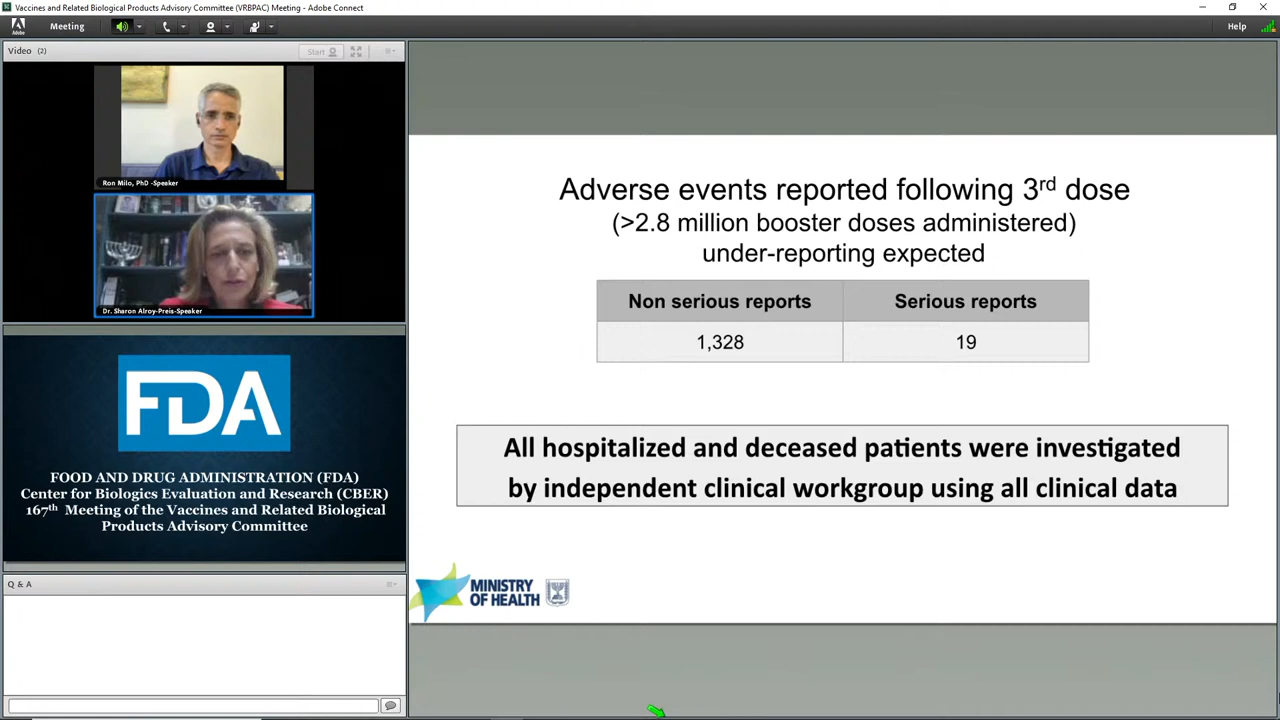 Vaccines and Related Biological Products Advisory Committee (VRBPAC) Meeting - Adobe Connect
Meeting
Help
Video (2)
Start
Ron Milo, PhD -Speaker
Dr. Sharon Alroy-Preis-Speaker
FDA
FOOD AND DRUG ADMINISTRATION (FDA)
Center for Biologics Evaluation and Research (CBER)
167th Meeting of the Vaccines and Related Biological
Products Advisory Committee
Q & A
Adverse events reported following 3rd dose
(>2.8 million booster doses administered)
under-reporting expected
Non serious reports Serious reports
1,328 19
All hospitalized and deceased patients were investigated
by independent clinical workgroup using all clinical data
MINISTRY
OF HEALTH